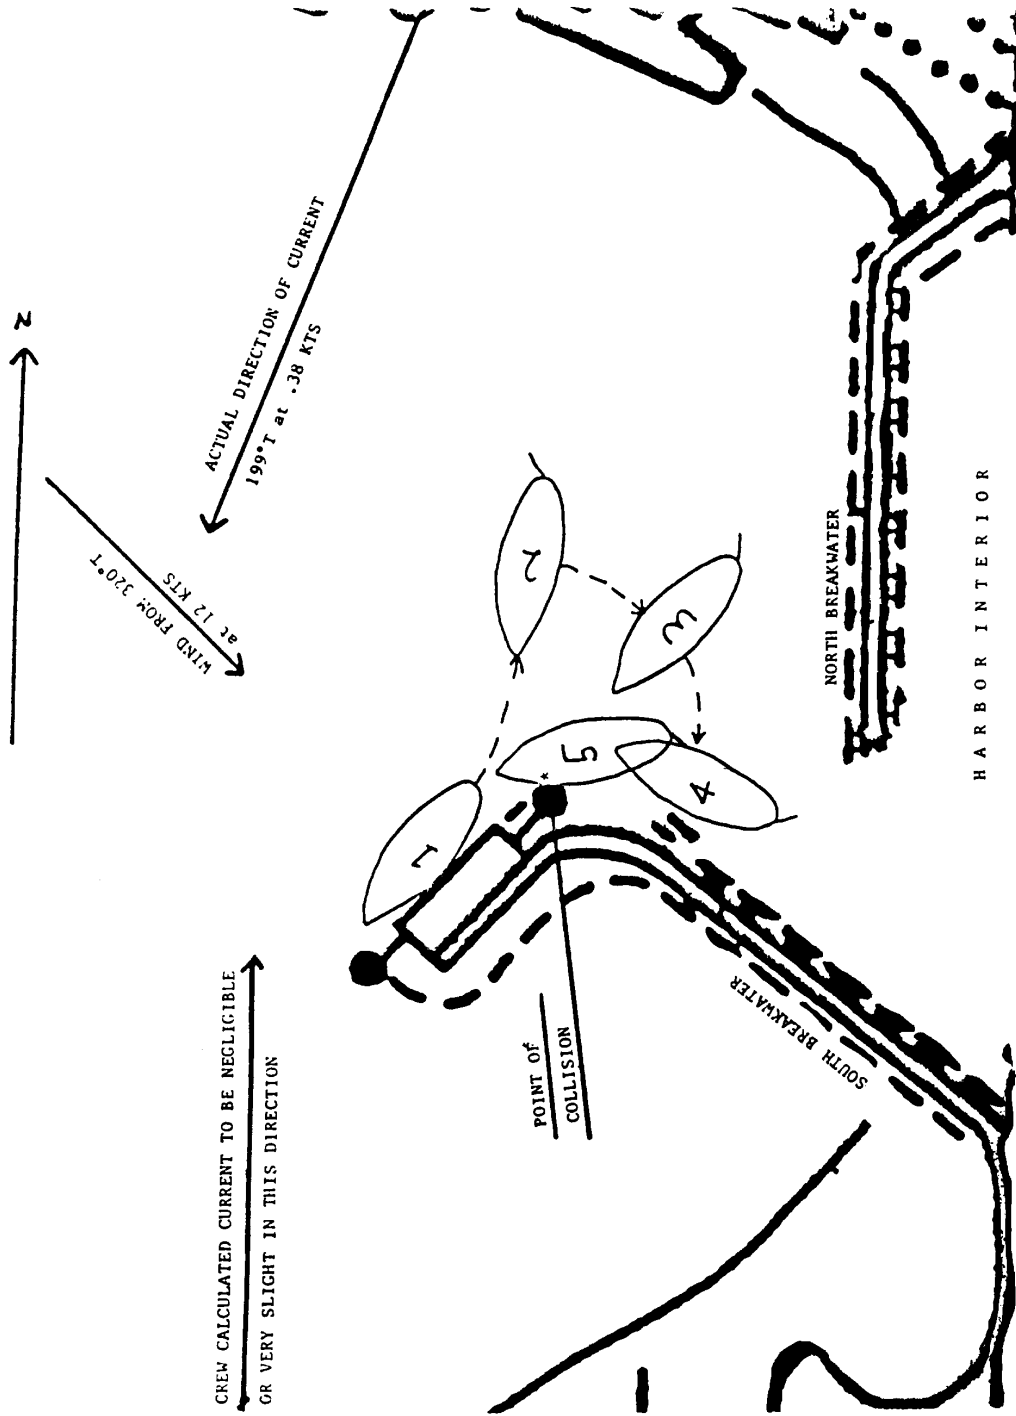 N
WIND FROM 320°T
at 12 KTS
ACTUAL DIRECTION OF CURRENT
199°T at .38 KTS
CREW CALCULATED CURRENT TO BE NEGLIGIBLE
OR VERY SLIGHT IN THIS DIRECTION
1
2
3
4
5
*
POINT OF
COLLISION
NORTH BREAKWATER
SOUTH BREAKWATER
HARBOR INTERIOR